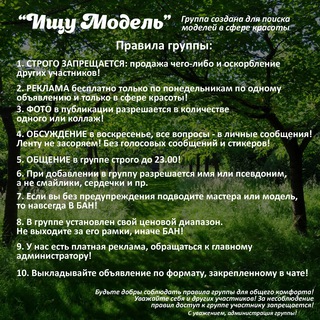 “Ищу Модель”
Группа создана для поиска
моделей в сфере красоты
Правила группы:
1. СТРОГО ЗАПРЕЩАЕТСЯ: продажа чего-либо и оскорбление
других участников!
2. РЕКЛАМА бесплатно только по понедельникам по одному
объявлению и только в сфере красоты!
3. ФОТО в публикации разрешается в количестве
одного или коллаж!
4. ОБСУЖДЕНИЕ в воскресенье, все вопросы - в личные сообщения!
Ленту не засоряем! Без голосовых сообщений и стикеров!
5. ОБЩЕНИЕ в группе строго до 23.00!
6. При добавлении в группу разрешается имя или псевдоним,
а не смайлики, сердечки и пр.
7. Если вы без предупреждения подводите мастера или модель,
то навсегда В БАН!
8. В группе установлен свой ценовой диапазон.
Не выходите за его рамки, иначе БАН!
9. У нас есть платная реклама, обращаться к главному
администратору!
10. Выкладывайте объявление по формату, закрепленному в чате!
Будьте добры соблюдать правила группы для общего комфорта!
Уважайте себя и других участников! За несоблюдение
правил доступ к группе участнику запрещается!
С уважением, администрация группы!